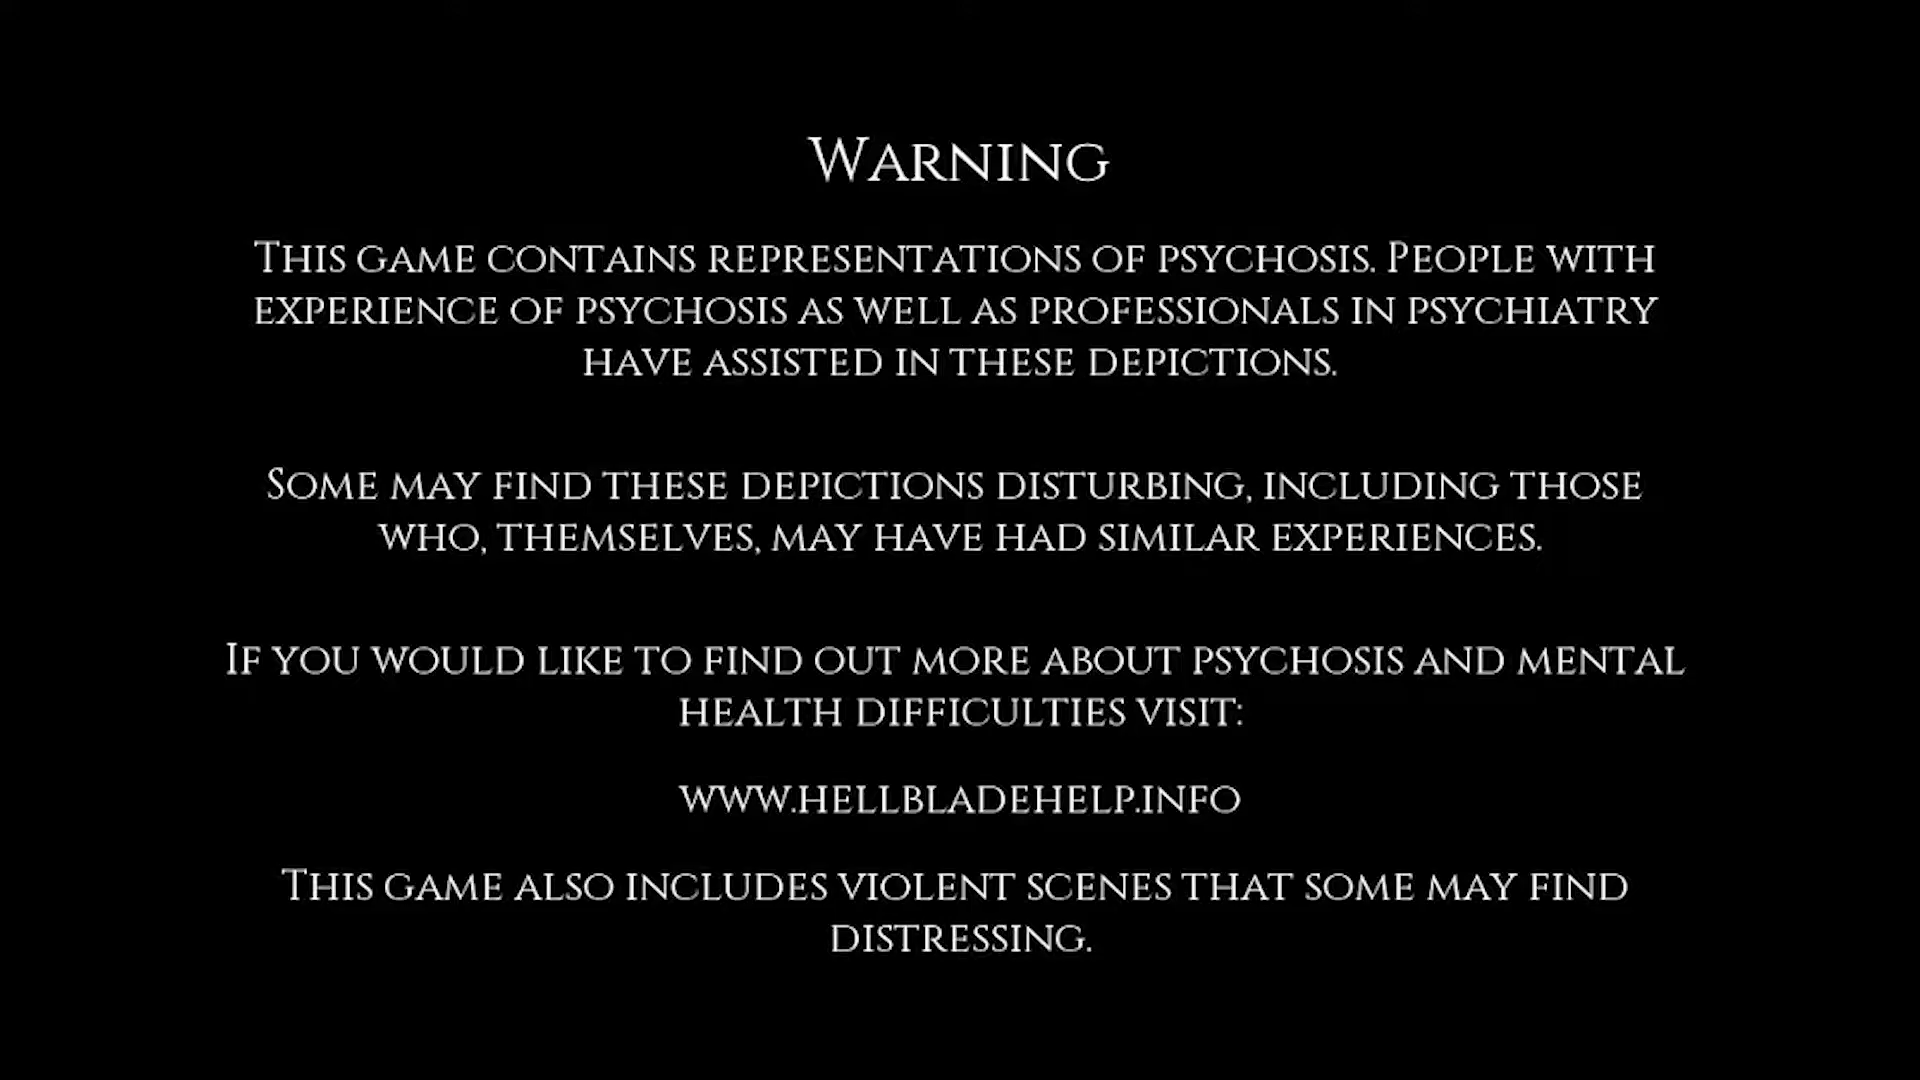 Warning
This game contains representations of psychosis. People with
experience of psychosis as well as professionals in psychiatry
have assisted in these depictions.
Some may find these depictions disturbing, including those
who, themselves, may have had similar experiences.
If you would like to find out more about psychosis and mental
health difficulties visit:
www.hellbladehelp.info
This game also includes violent scenes that some may find
distressing.